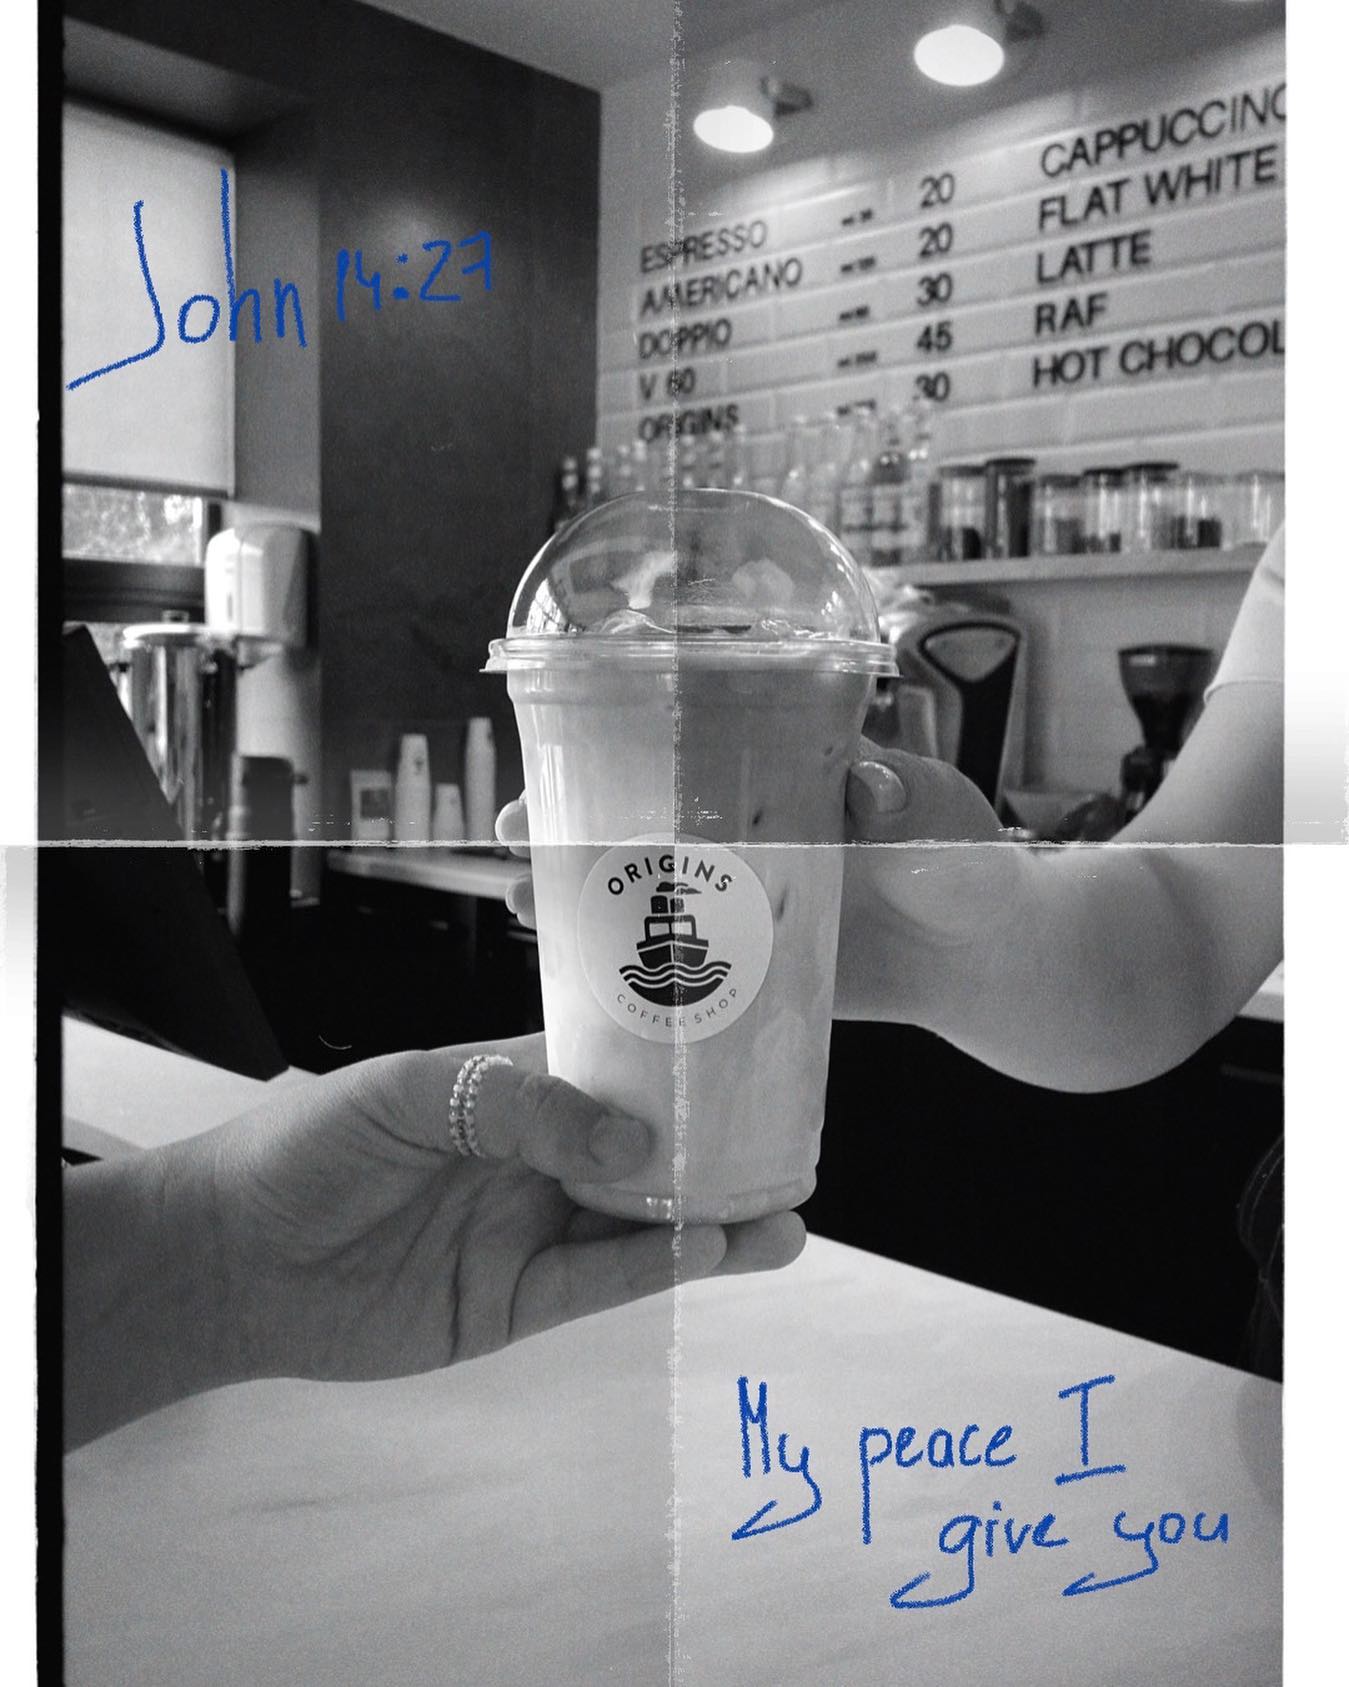 John 14:27
ESPRESSO 20
AMERICANO 20
DOPPIO 30
V 60 45
ORIGINS 30
CAPPUCCINO
FLAT WHITE
LATTE
RAF
HOT CHOCOL
ORIGINS
COFFEE SHOP
My peace I
give you